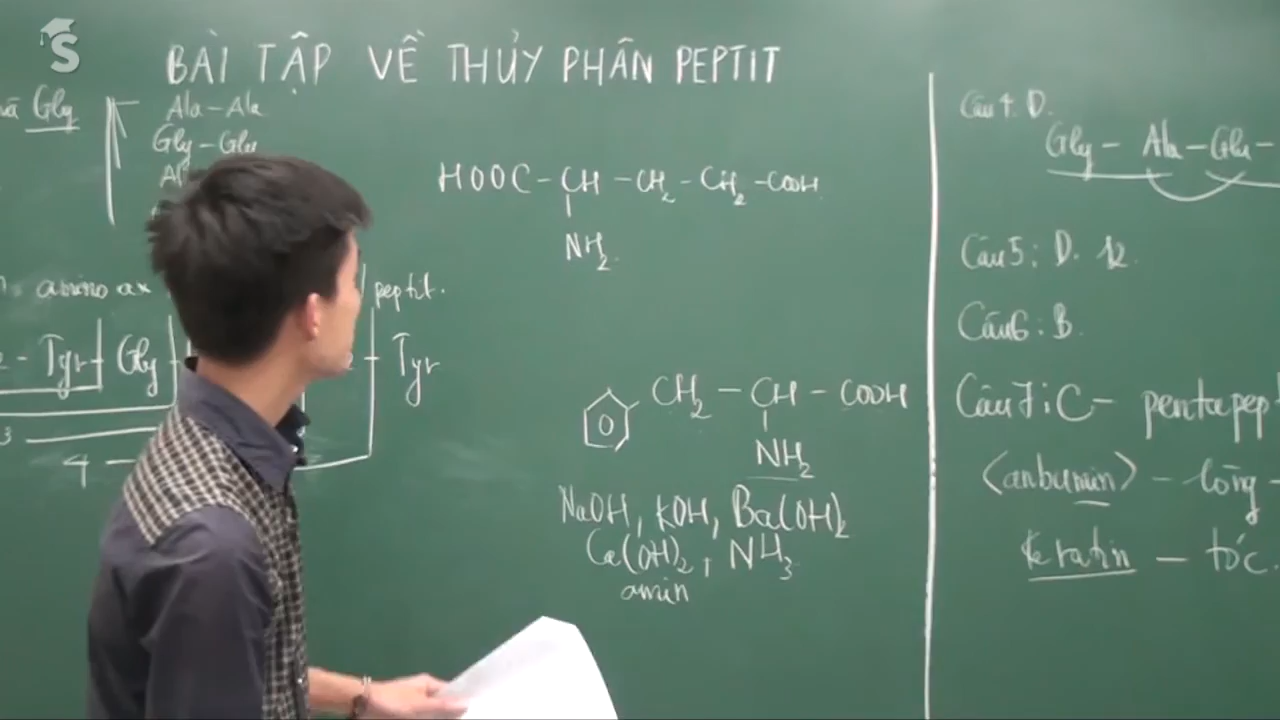 S
BÀI TẬP VỀ THỦY PHÂN PEPTIT
Gly
Ala - Ala
Gly - Glu
HOOC - CH - CH2 - CH2 - COOH
NH2
amino
peptit.
- Tyr - Gly -
- Tyr
3
4
CH2 - CH - COOH
NH2
NaOH, KOH, Ba(OH)2
Ca(OH)2, NH3
amin
Câu 4. D.
Gly - Ala - Glu -
Câu 5: D. 12.
Câu 6: B.
Câu 7: C - pentapep
<anbumin> - lòng -
Keratin - tóc.